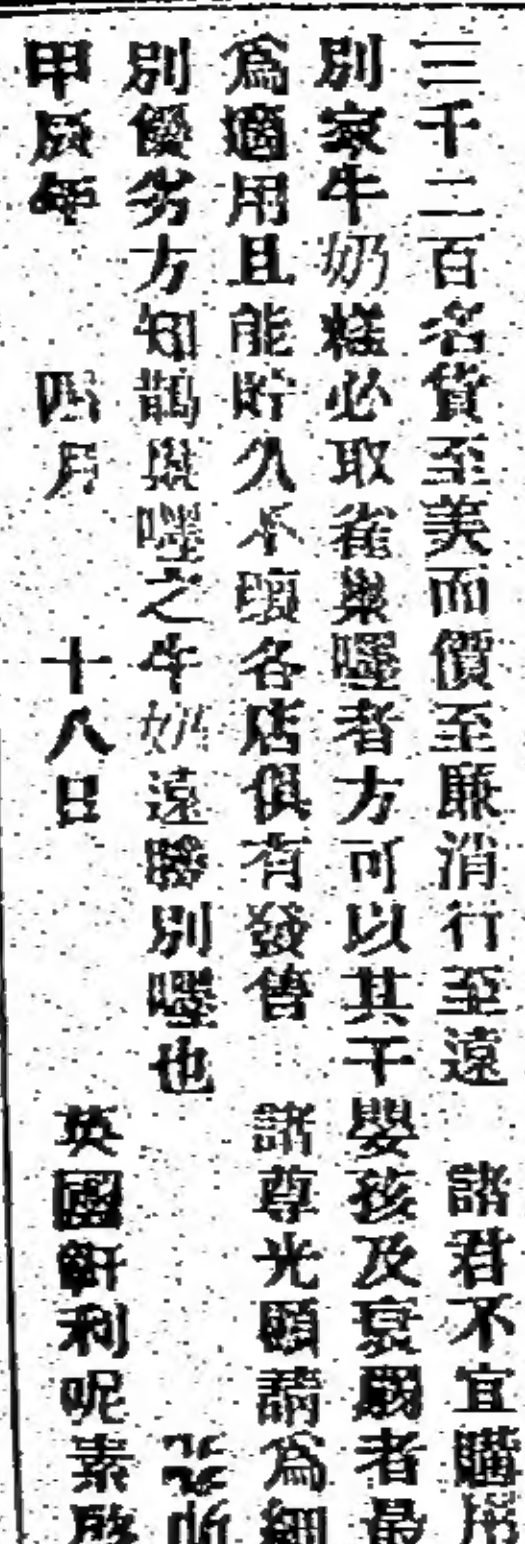 三千二百名貨至美而價至廉消行至遠 諸君不宜購用
別家牛奶樣必取雀巢嘜者方可以其于嬰孩及衰弱者最
爲適用且能貯久不壞各店俱有發售 諸尊光顧請爲細
別優劣方知鵲巢嘜之牛奶遠勝別嘜也
甲辰年 四月 十八日 英國軒利呢素啟